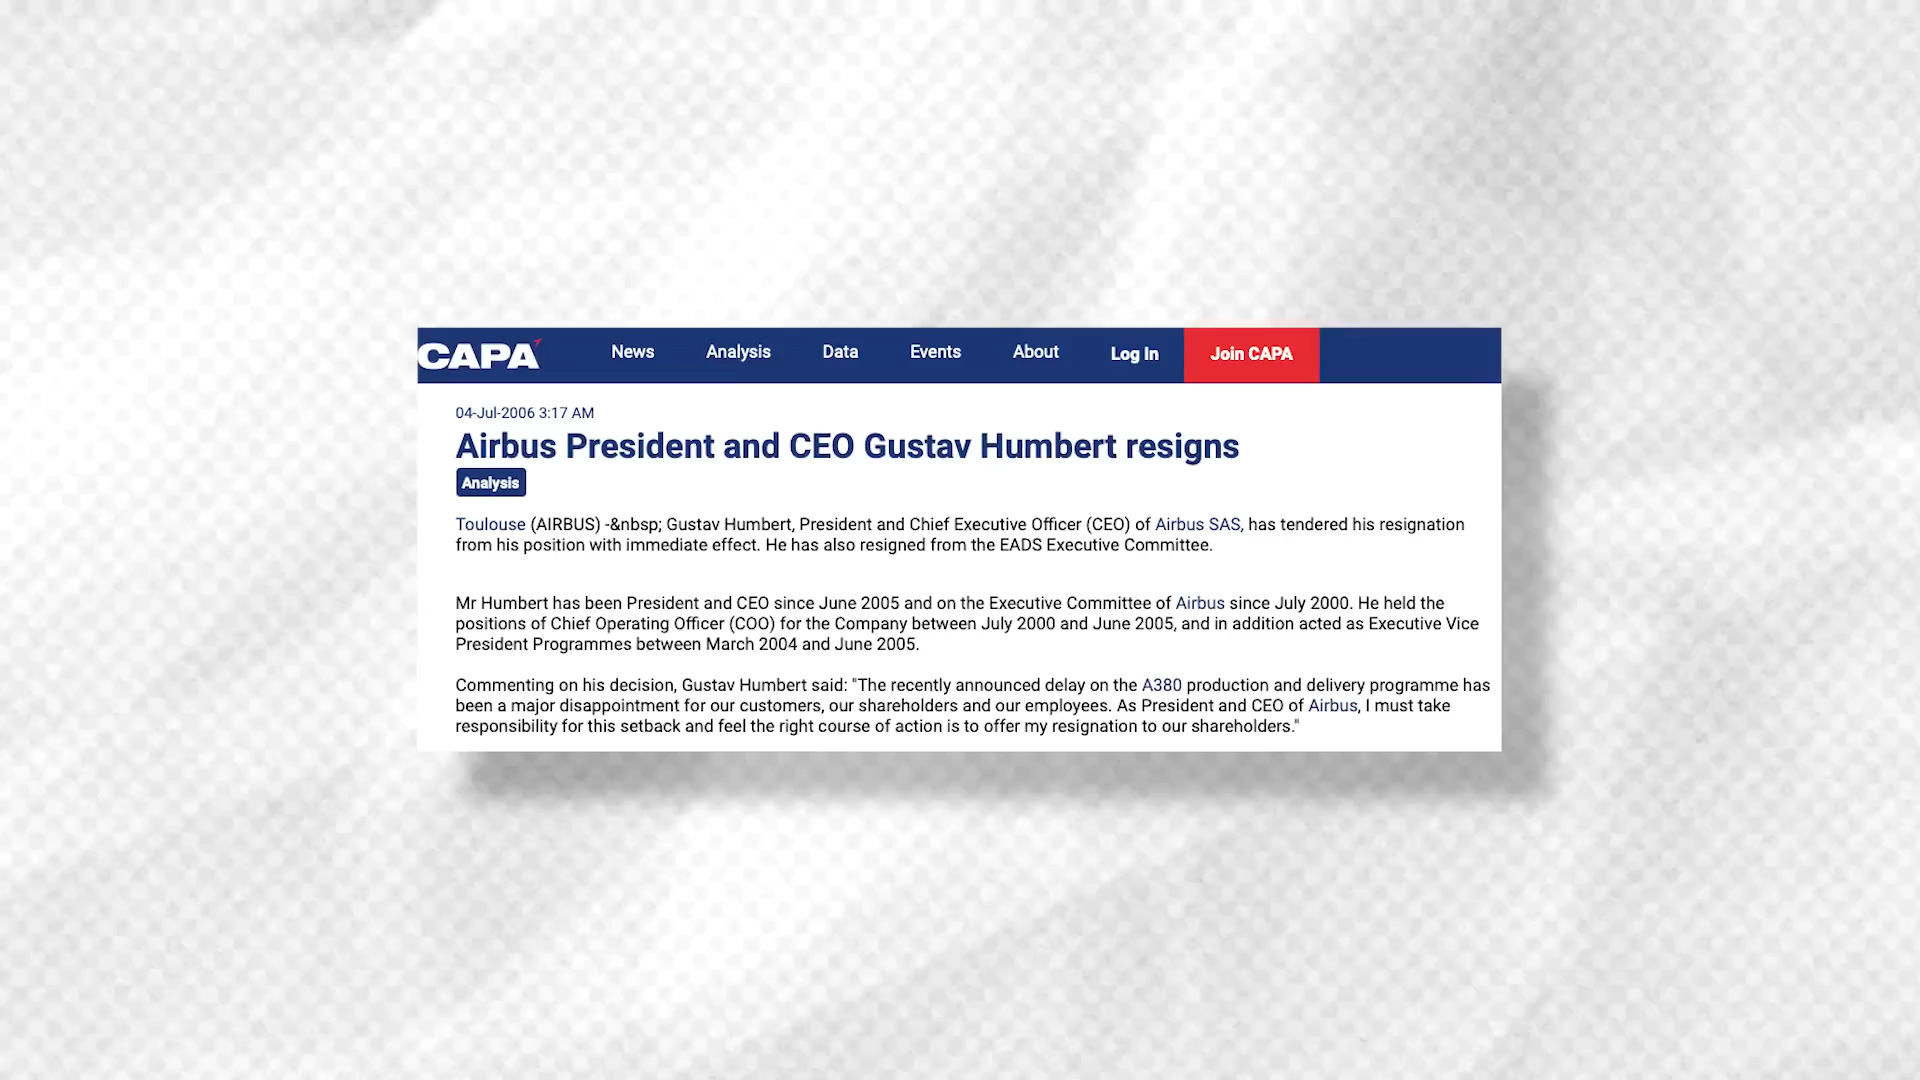 CAPA News Analysis Data Events About Log In Join CAPA
04-Jul-2006 3:17 AM
Airbus President and CEO Gustav Humbert resigns
Analysis
Toulouse (AIRBUS) -&nbsp; Gustav Humbert, President and Chief Executive Officer (CEO) of Airbus SAS, has tendered his resignation
from his position with immediate effect. He has also resigned from the EADS Executive Committee.
Mr Humbert has been President and CEO since June 2005 and on the Executive Committee of Airbus since July 2000. He held the
positions of Chief Operating Officer (COO) for the Company between July 2000 and June 2005, and in addition acted as Executive Vice
President Programmes between March 2004 and June 2005.
Commenting on his decision, Gustav Humbert said: "The recently announced delay on the A380 production and delivery programme has
been a major disappointment for our customers, our shareholders and our employees. As President and CEO of Airbus, I must take
responsibility for this setback and feel the right course of action is to offer my resignation to our shareholders."